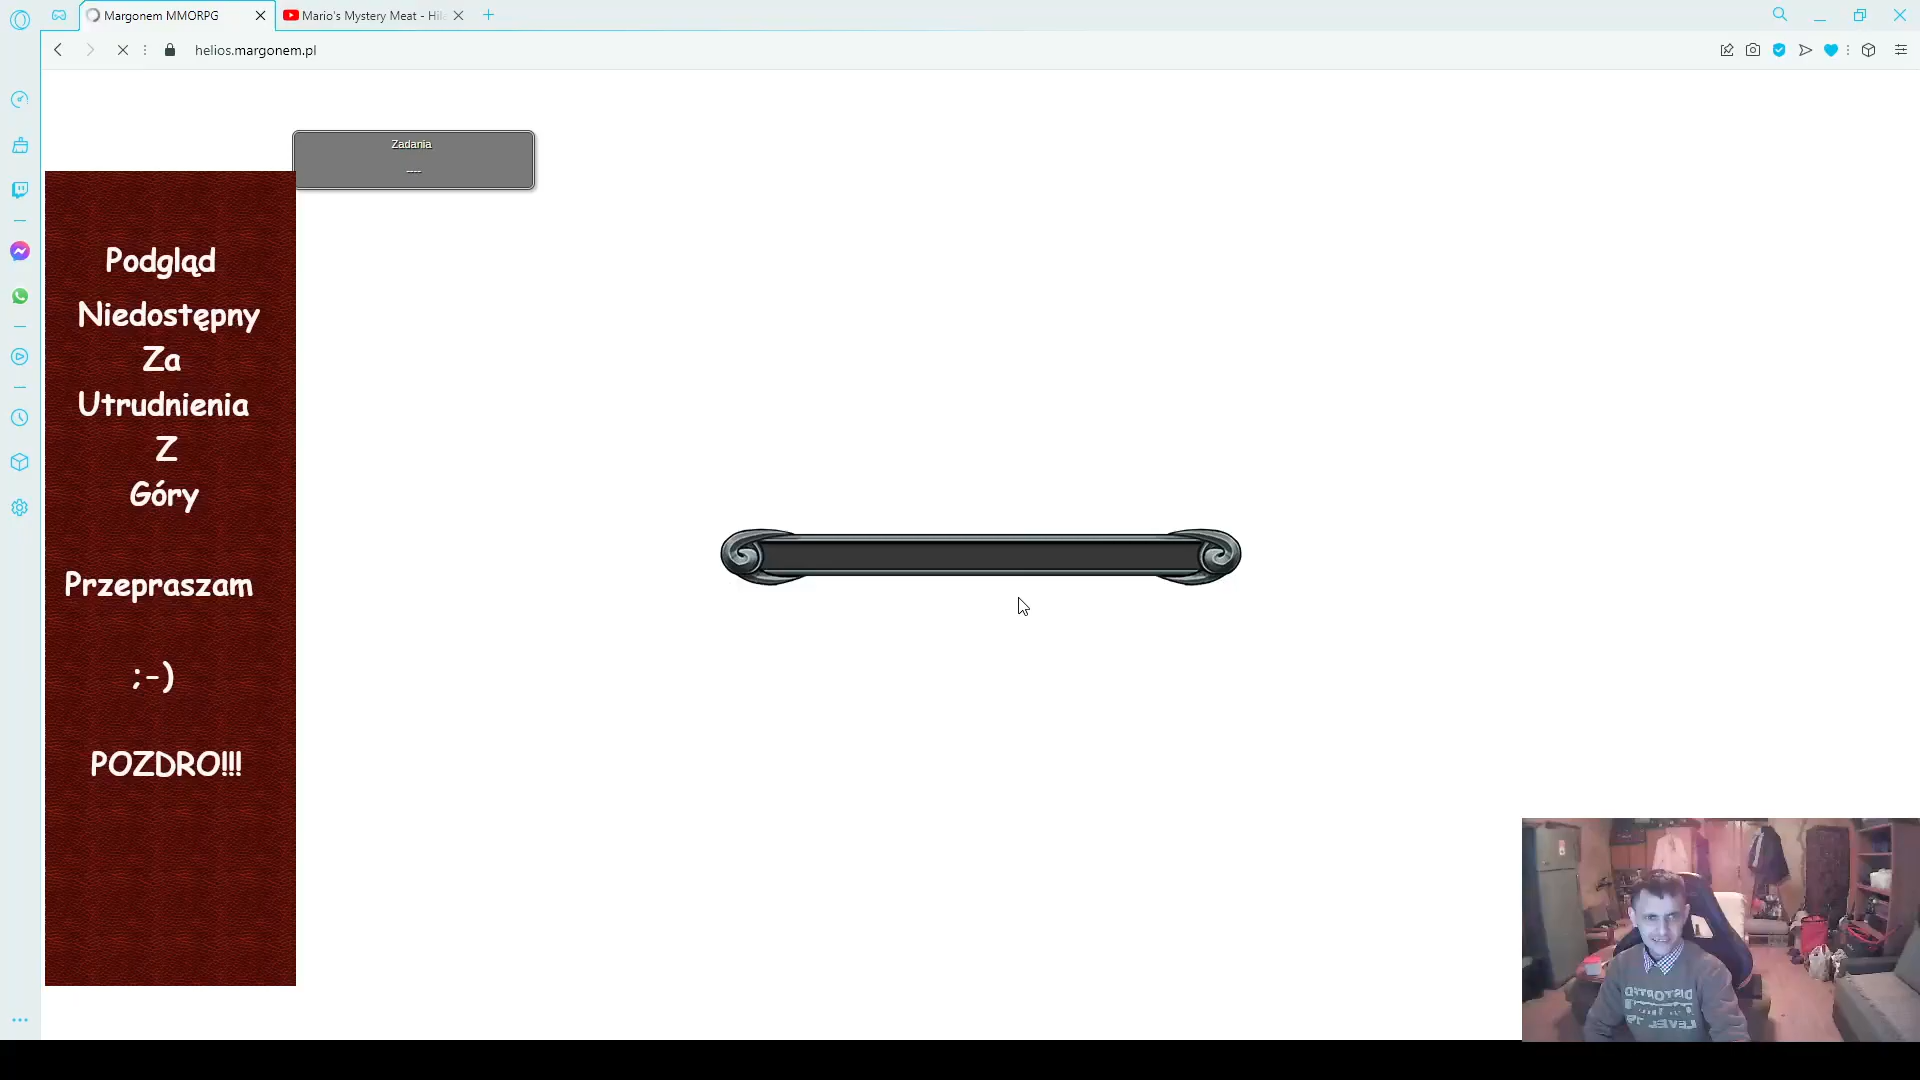 Margonem MMORPG
Mario's Mystery Meat - Hil
helios.margonem.pl
Zadania
----
Podgląd
Niedostępny
Za
Utrudnienia
Z
Góry
Przepraszam
;-)
POZDRO!!!